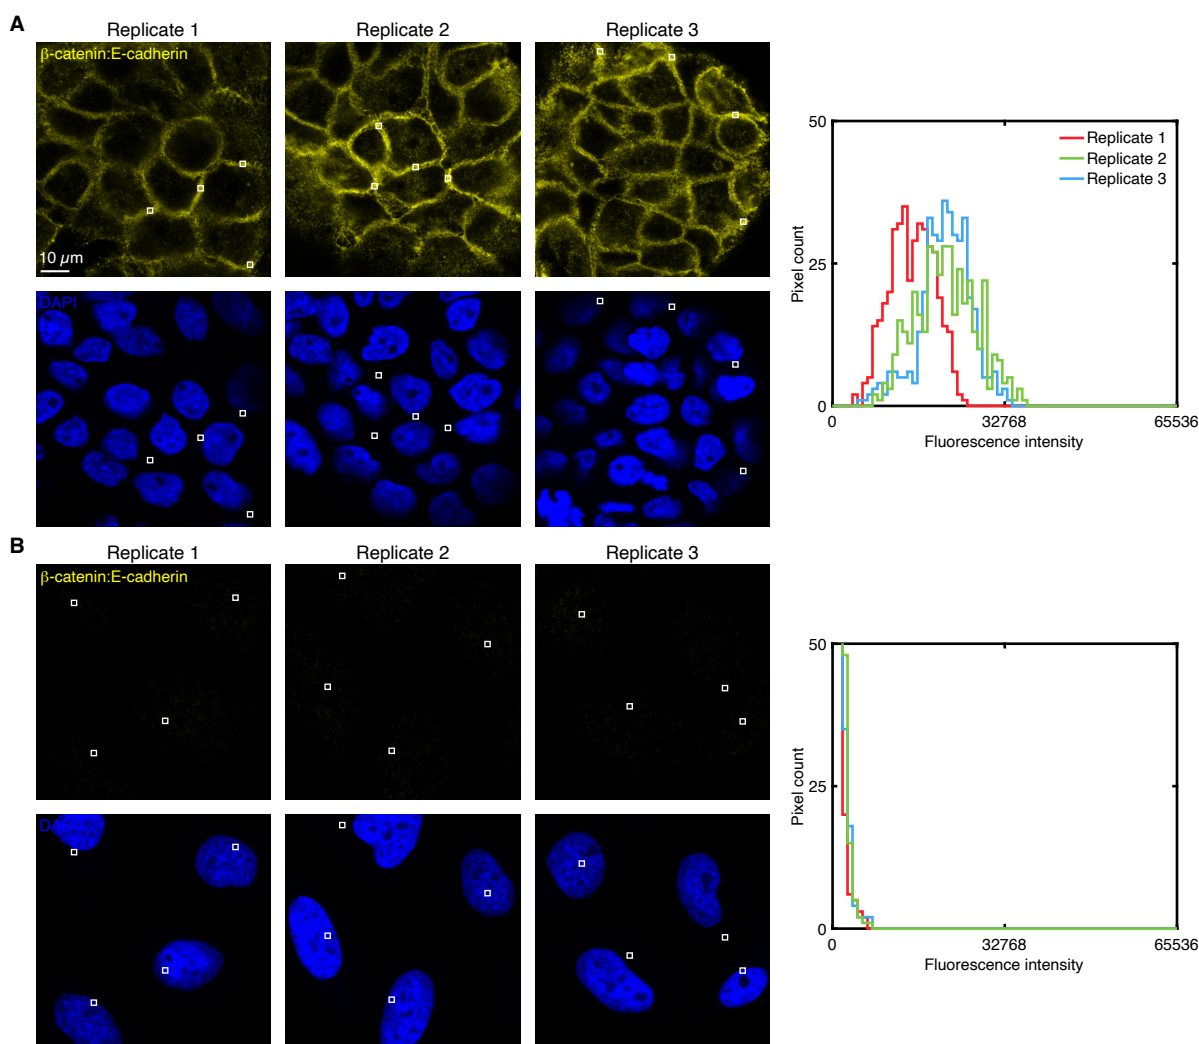 A
Replicate 1
Replicate 2
Replicate 3
β-catenin:E-cadherin
10 µm
DAPI
50
25
0
Pixel count
Replicate 1
Replicate 2
Replicate 3
0
32768
65536
Fluorescence intensity
B
Replicate 1
Replicate 2
Replicate 3
β-catenin:E-cadherin
DAPI
50
25
0
Pixel count
0
32768
65536
Fluorescence intensity